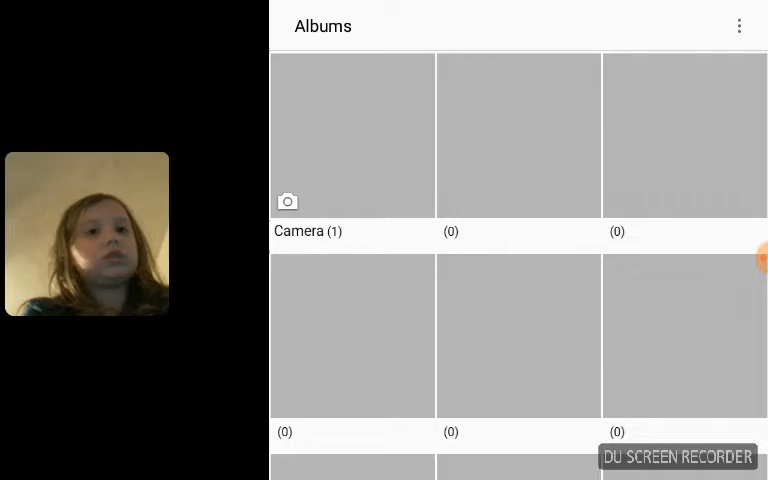 Albums
Camera (1)
(0)
(0)
(0)
(0)
(0)
DU SCREEN RECORDER